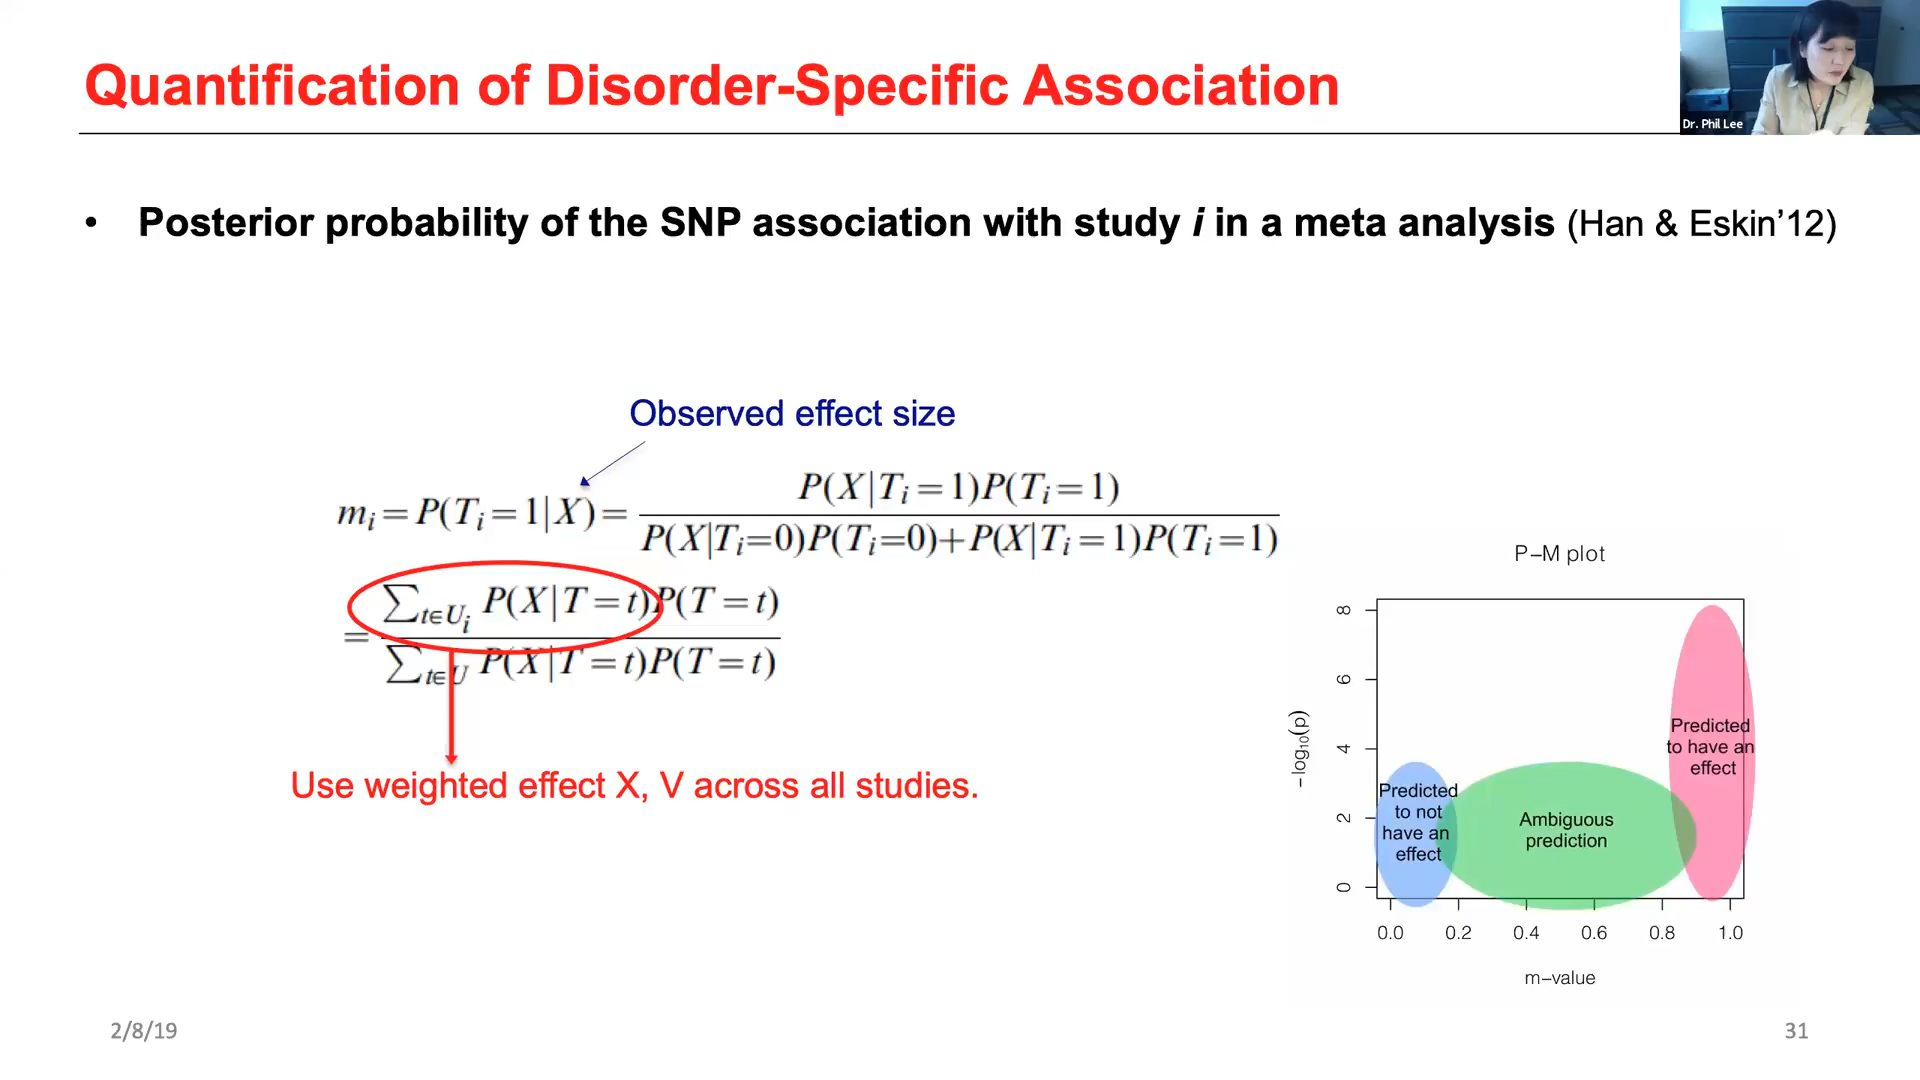 Quantification of Disorder-Specific Association
Dr. Phil Lee
• Posterior probability of the SNP association with study i in a meta analysis (Han & Eskin’12)
Observed effect size
m_i = P(T_i = 1|X) = \frac{P(X|T_i = 1)P(T_i = 1)}{P(X|T_i=0)P(T_i=0)+P(X|T_i = 1)P(T_i = 1)}
= \frac{\sum_{t∈U_i} P(X|T = t)P(T = t)}{\sum_{t∈U} P(X|T = t)P(T = t)}
Use weighted effect X, V across all studies.
P−M plot
−log₁₀(p)
8
6
4
2
0
Predicted
to have an
effect
Predicted
to not
have an
effect
Ambiguous
prediction
0.0 0.2 0.4 0.6 0.8 1.0
m−value
2/8/19
31